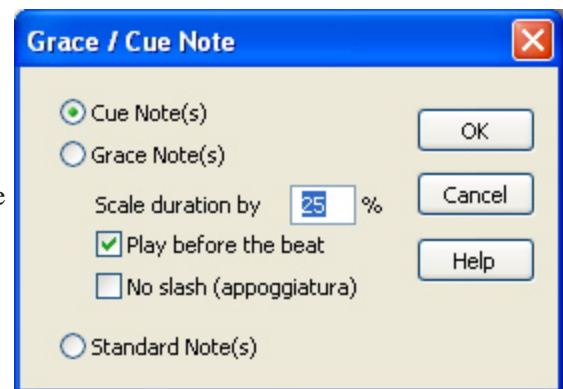 Grace / Cue Note
Cue Note(s)
OK
Grace Note(s)
e
Scale duration by 25 %
Cancel
Play before the beat
Help
No slash (appoggiatura)
Standard Note(s)